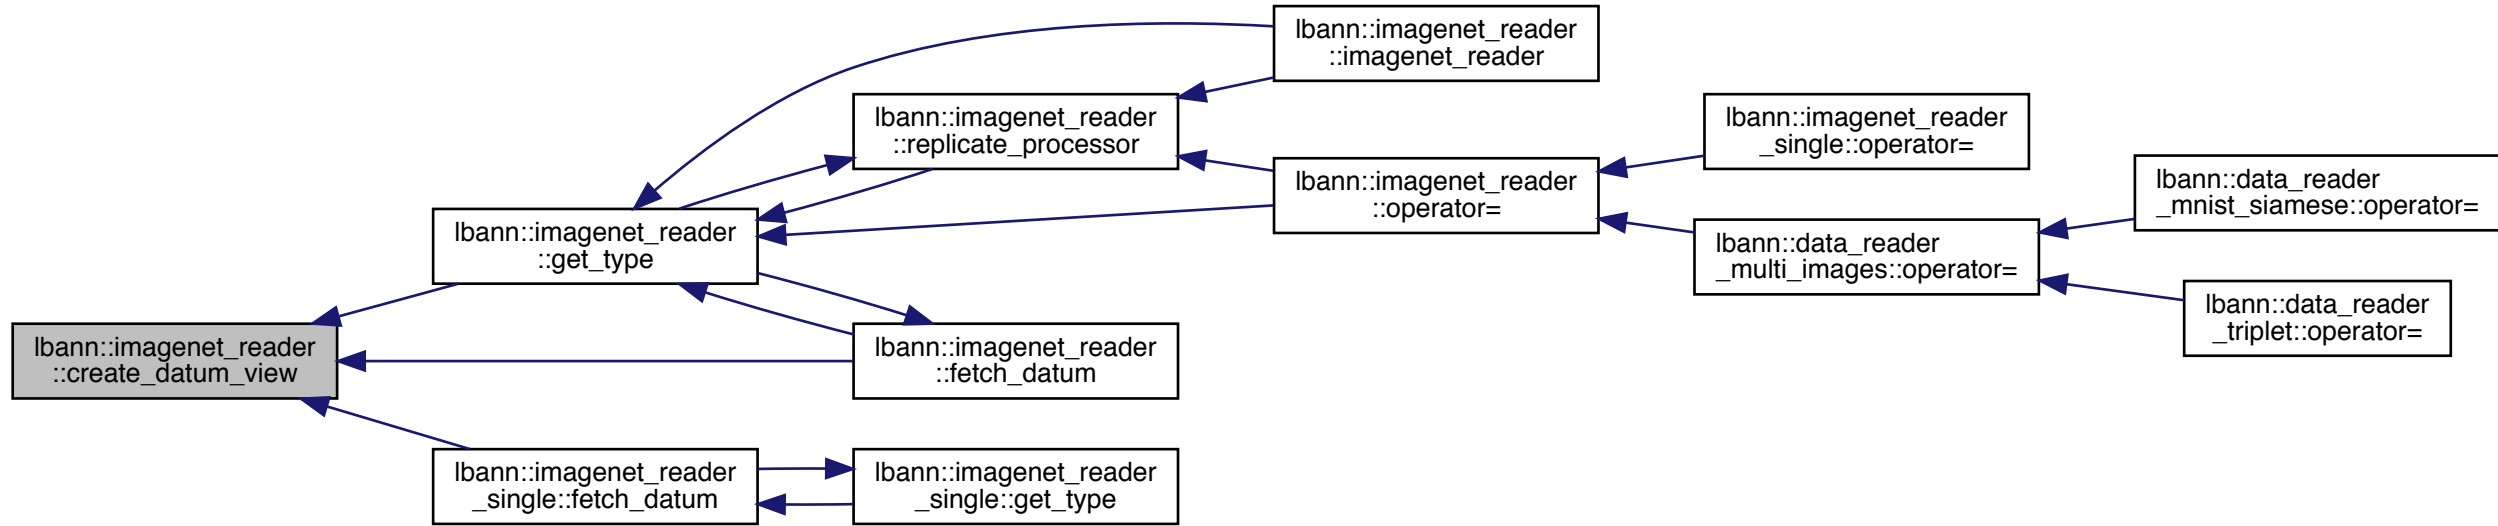 lbann::imagenet_reader
::imagenet_reader
lbann::imagenet_reader
::replicate_processor
lbann::imagenet_reader
_single::operator=
lbann::imagenet_reader
::operator=
lbann::data_reader
_mnist_siamese::operator=
lbann::imagenet_reader
::get_type
lbann::data_reader
_multi_images::operator=
lbann::data_reader
_triplet::operator=
lbann::imagenet_reader
::create_datum_view
lbann::imagenet_reader
::fetch_datum
lbann::imagenet_reader
_single::fetch_datum
lbann::imagenet_reader
_single::get_type